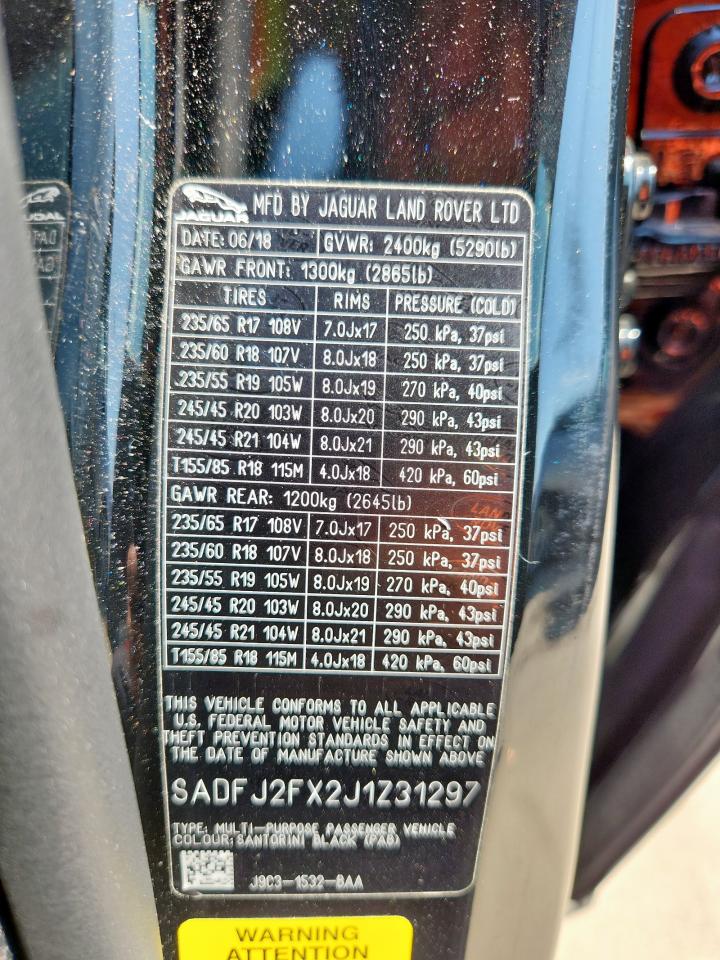 JAGUAR MFD BY JAGUAR LAND ROVER LTD
DATE: 06/18 GVWR: 2400kg (5290lb)
GAWR FRONT: 1300kg (2865lb)
TIRES RIMS PRESSURE (COLD)
235/65 R17 108V 7.0Jx17 250 kPa, 37psi
235/60 R18 107V 8.0Jx18 250 kPa, 37psi
235/55 R19 105W 8.0Jx19 270 kPa, 40psi
245/45 R20 103W 8.0Jx20 290 kPa, 43psi
245/45 R21 104W 8.0Jx21 290 kPa, 43psi
T155/85 R18 115M 4.0Jx18 420 kPa, 60psi
GAWR REAR: 1200kg (2645lb)
235/65 R17 108V 7.0Jx17 250 kPa, 37psi
235/60 R18 107V 8.0Jx18 250 kPa, 37psi
235/55 R19 105W 8.0Jx19 270 kPa, 40psi
245/45 R20 103W 8.0Jx20 290 kPa, 43psi
245/45 R21 104W 8.0Jx21 290 kPa, 43psi
T155/85 R18 115M 4.0Jx18 420 kPa, 60psi
THIS VEHICLE CONFORMS TO ALL APPLICABLE
U.S. FEDERAL MOTOR VEHICLE SAFETY AND
THEFT PREVENTION STANDARDS IN EFFECT ON
THE DATE OF MANUFACTURE SHOWN ABOVE
SADFJ2FX2J1Z31297
TYPE: MULTI-PURPOSE PASSENGER VEHICLE
COLOUR: SANTORINI BLACK (PAB)
J9C3-1532-BAA
WARNING
ATTENTION